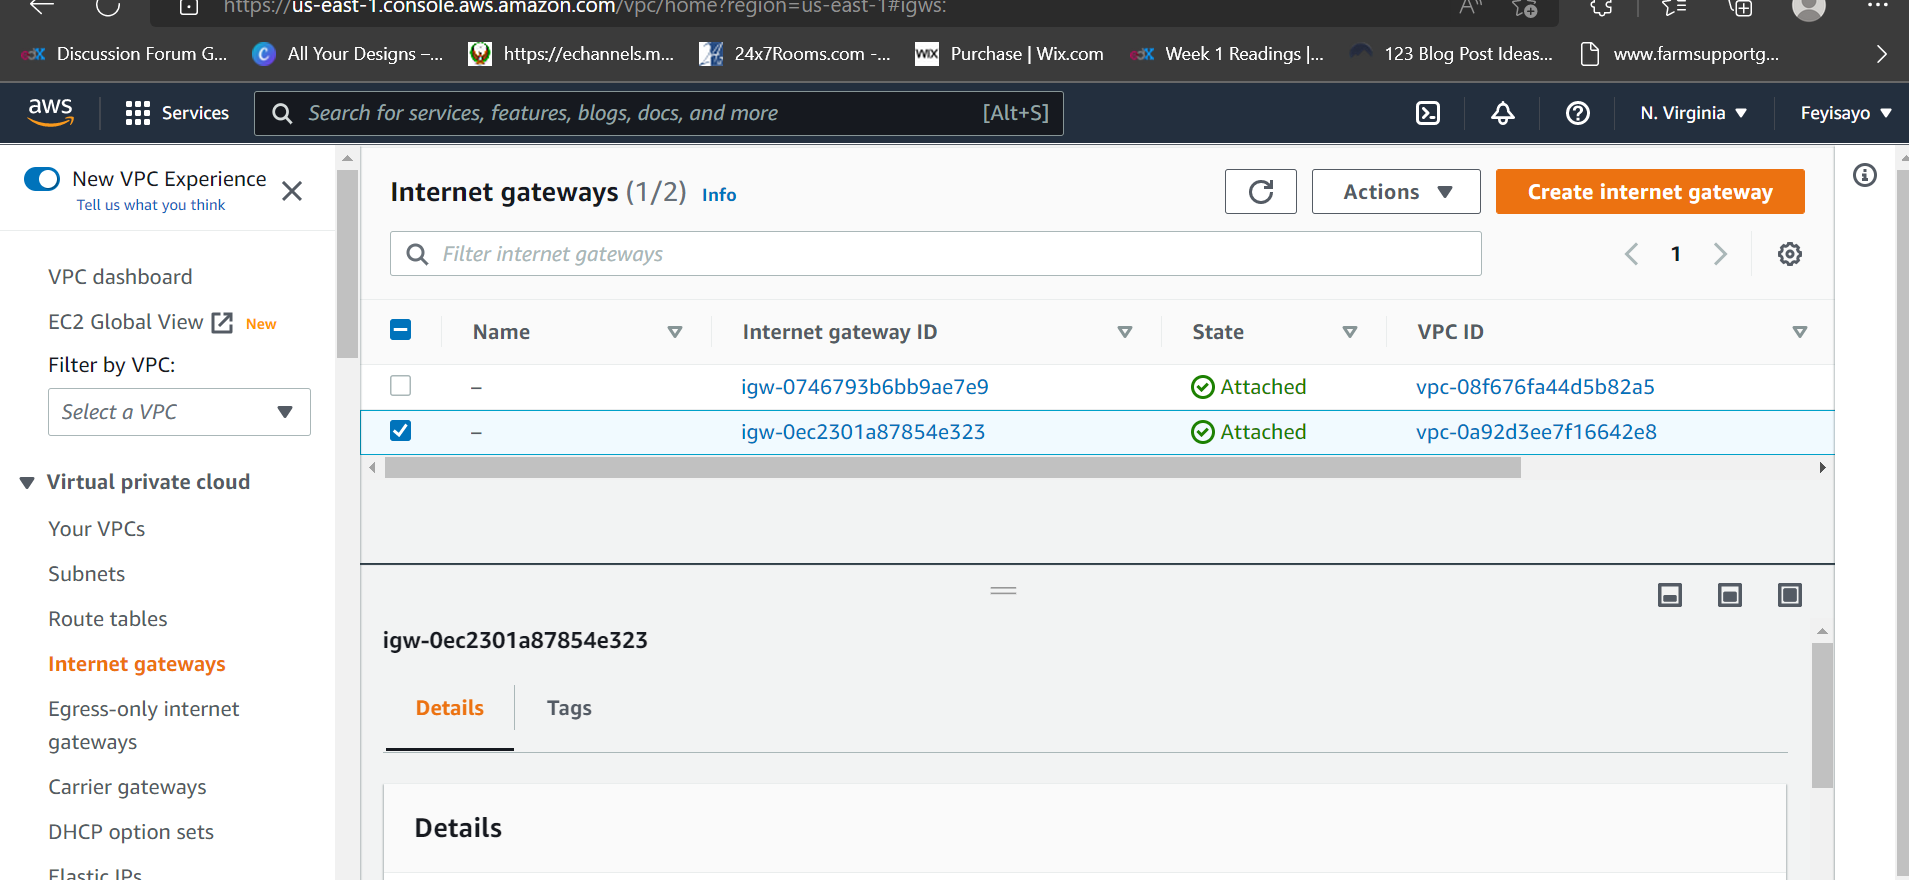 https://us-east-1.console.aws.amazon.com/vpc/home?region=us-east-1#igws:
Discussion Forum G...
All Your Designs –...
https://echannels.m...
24x7Rooms.com -...
WIX Purchase | Wix.com
Week 1 Readings |...
123 Blog Post Ideas...
www.farmsupportg...
aws
Services
Search for services, features, blogs, docs, and more [Alt+S]
N. Virginia
Feyisayo
New VPC Experience
Tell us what you think
VPC dashboard
EC2 Global View New
Filter by VPC:
Select a VPC
Virtual private cloud
Your VPCs
Subnets
Route tables
Internet gateways
Egress-only internet
gateways
Carrier gateways
DHCP option sets
Elastic IPs
Internet gateways (1/2) Info
Actions
Create internet gateway
Filter internet gateways
1
Name Internet gateway ID State VPC ID
– igw-0746793b6bb9ae7e9 Attached vpc-08f676fa44d5b82a5
– igw-0ec2301a87854e323 Attached vpc-0a92d3ee7f16642e8
igw-0ec2301a87854e323
Details Tags
Details